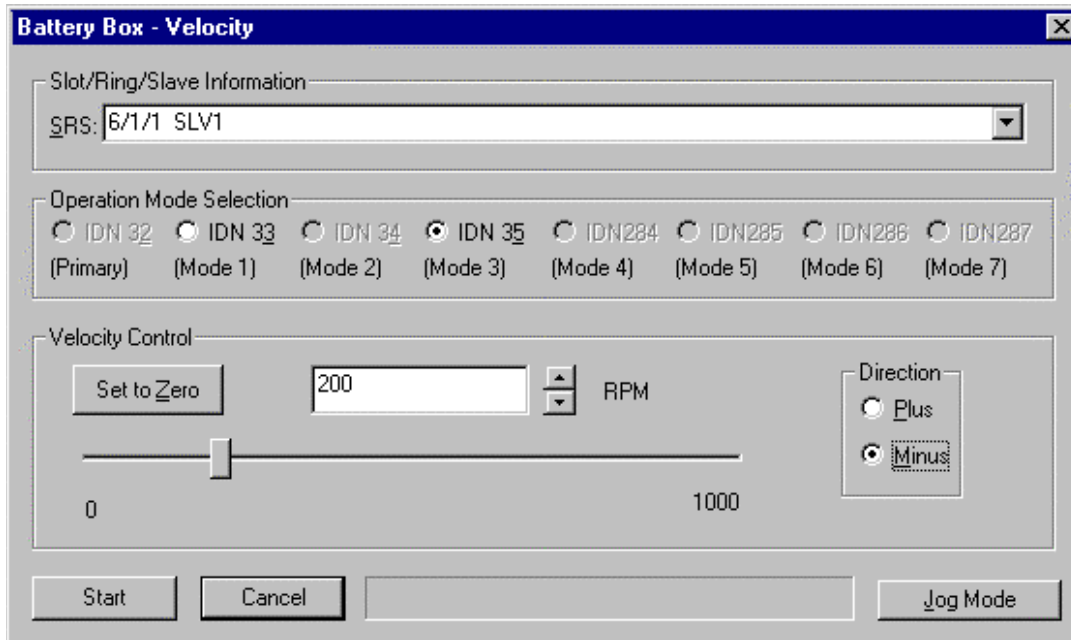 Battery Box - Velocity
Slot/Ring/Slave Information
SRS: 6/1/1 SLV1
Operation Mode Selection
IDN 32 IDN 33 IDN 34 IDN 35 IDN284 IDN285 IDN286 IDN287
(Primary) (Mode 1) (Mode 2) (Mode 3) (Mode 4) (Mode 5) (Mode 6) (Mode 7)
Velocity Control
Set to Zero 200 RPM
Direction
Plus
Minus
0 1000
Start Cancel Jog Mode